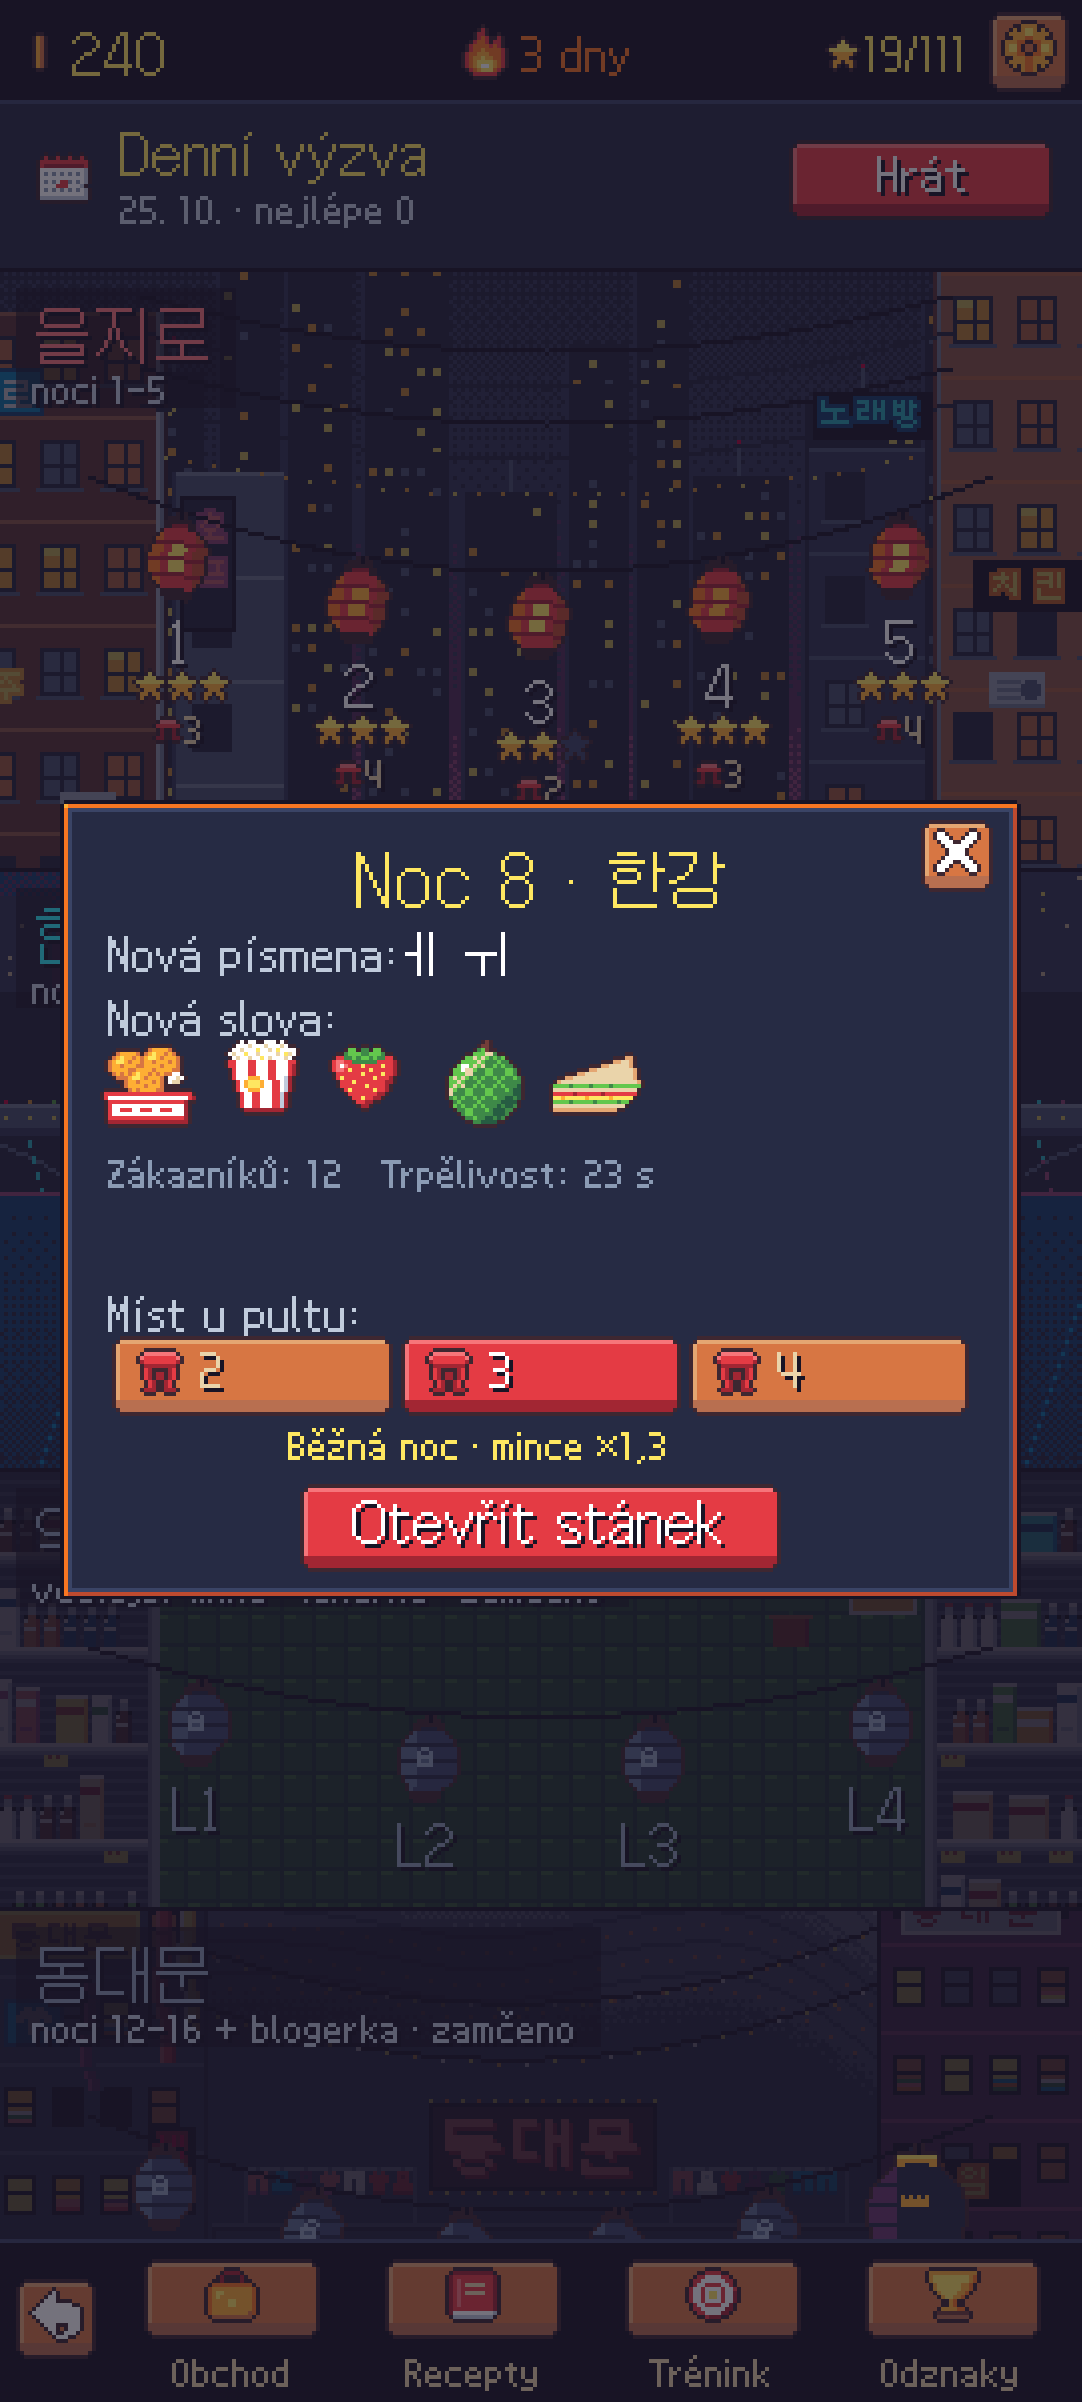 240
3 dny
19/111
Denní výzva
25. 10. · nejlépe 0
Hrát
을지로
noci 1-5
노래방
치킨
1
2
3
4
5
3
4
2
3
4
Noc 8 · 한강
Nová písmena: ㅔ ㅜㅣ
Nová slova:
Zákazníků: 12 Trpělivost: 23 s
Míst u pultu:
2
3
4
Běžná noc · mince ×1,3
Otevřít stánek
L1
L2
L3
L4
동대문
noci 12-16 + blogerka · zamčeno
동대문
Obchod
Recepty
Trénink
Odznaky